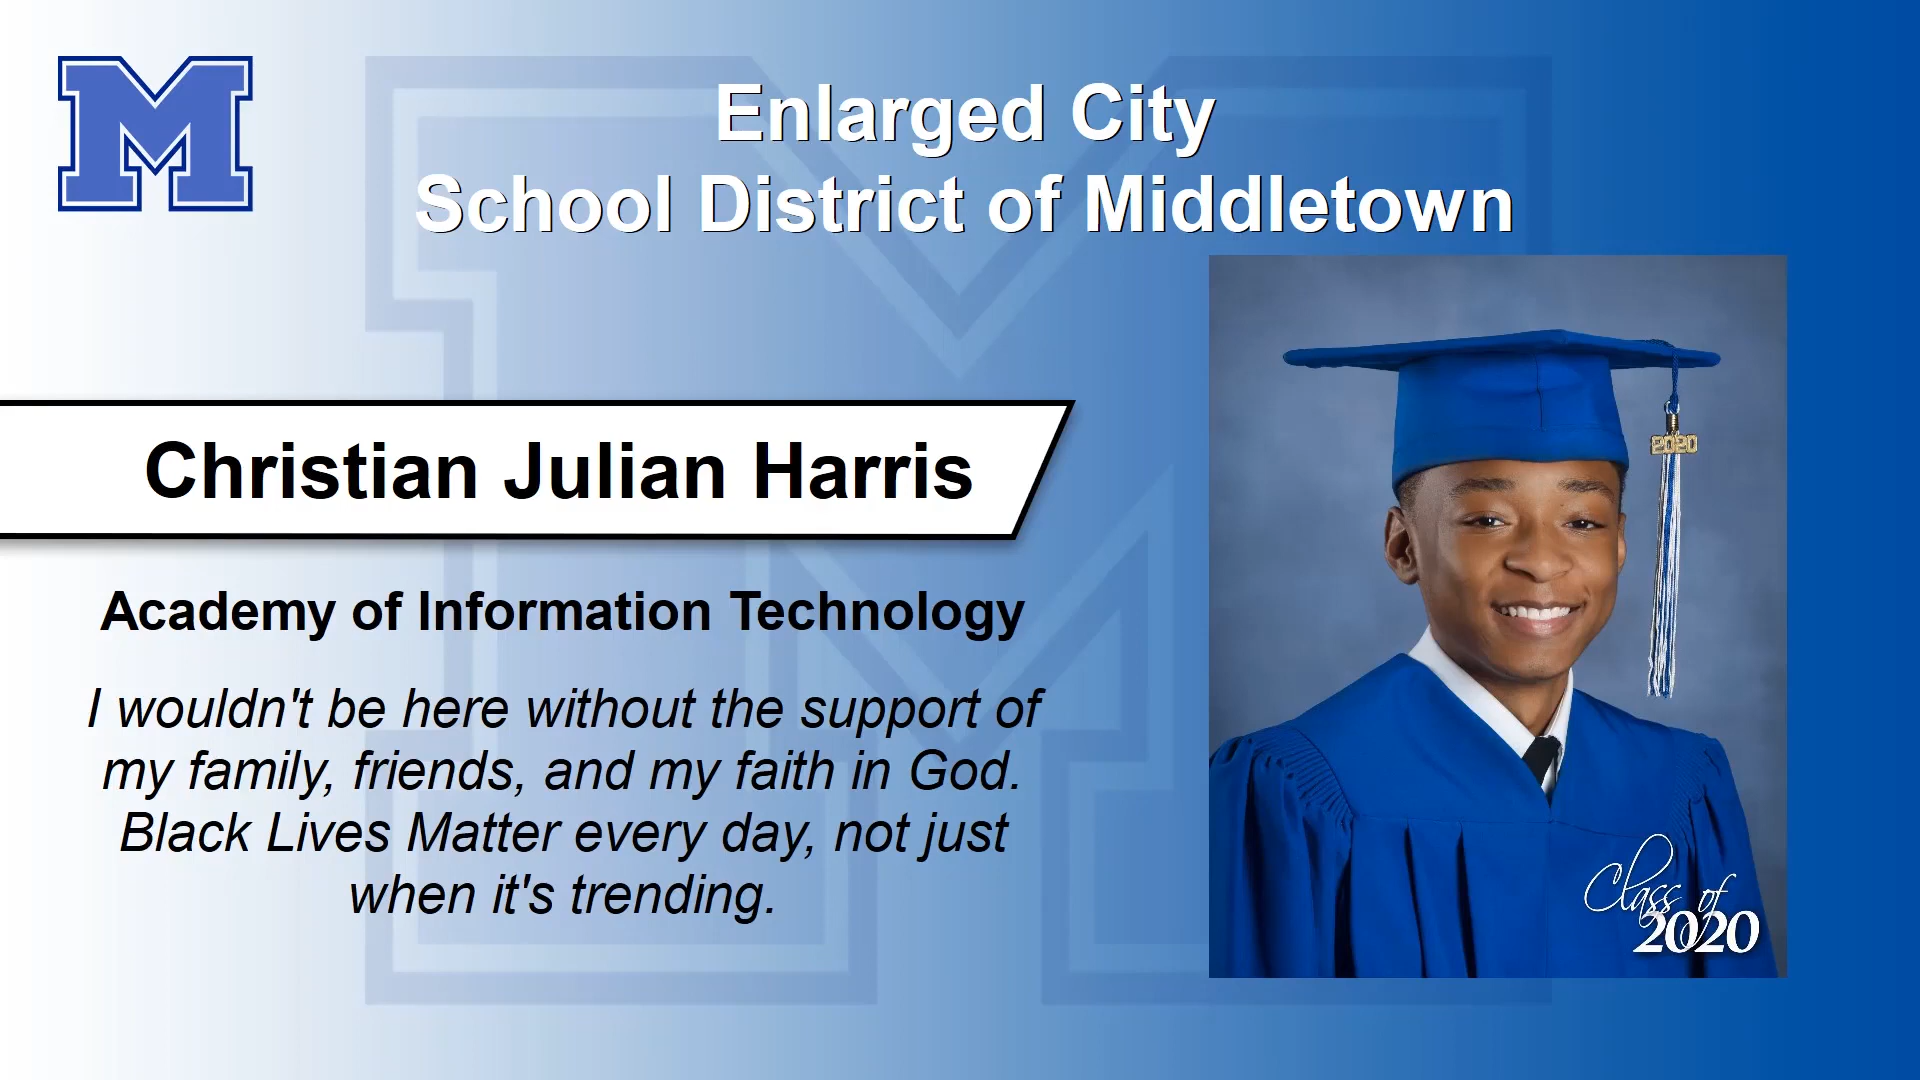 M
Enlarged City
School District of Middletown
Christian Julian Harris
Academy of Information Technology
I wouldn't be here without the support of
my family, friends, and my faith in God.
Black Lives Matter every day, not just
when it's trending.
2020
Class of
2020